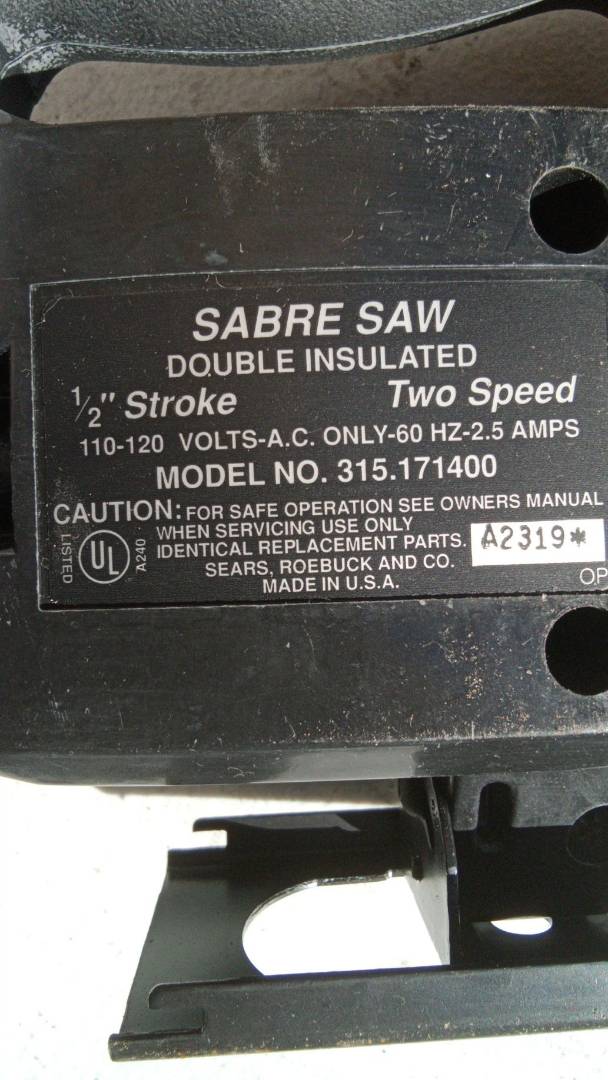 SABRE SAW
DOUBLE INSULATED
1/2" Stroke Two Speed
110-120 VOLTS-A.C. ONLY-60 HZ-2.5 AMPS
MODEL NO. 315.171400
CAUTION: FOR SAFE OPERATION SEE OWNERS MANUAL
WHEN SERVICING USE ONLY
IDENTICAL REPLACEMENT PARTS.
SEARS, ROEBUCK AND CO.
MADE IN U.S.A.
LISTED
UL
A240
A2319*
OP